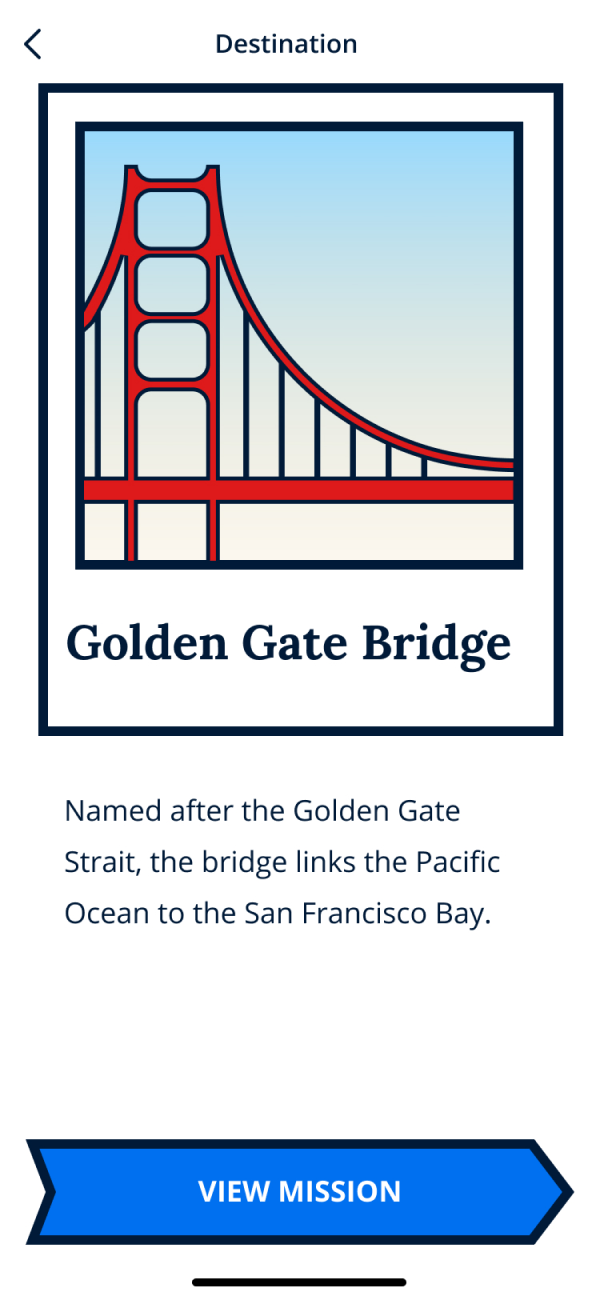 Destination
Golden Gate Bridge
Named after the Golden Gate
Strait, the bridge links the Pacific
Ocean to the San Francisco Bay.
VIEW MISSION